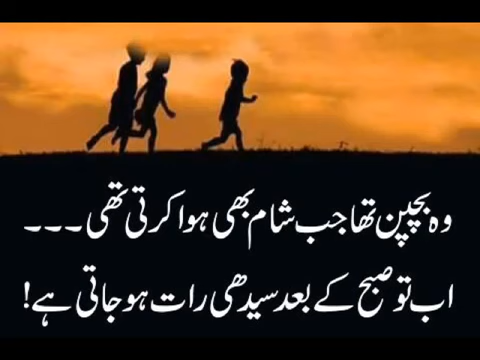 وہ بچپن تھا جب شام بھی ہوا کرتی تھی ۔۔۔
اب تو صبح کے بعد سیدھی رات ہو جاتی ہے!